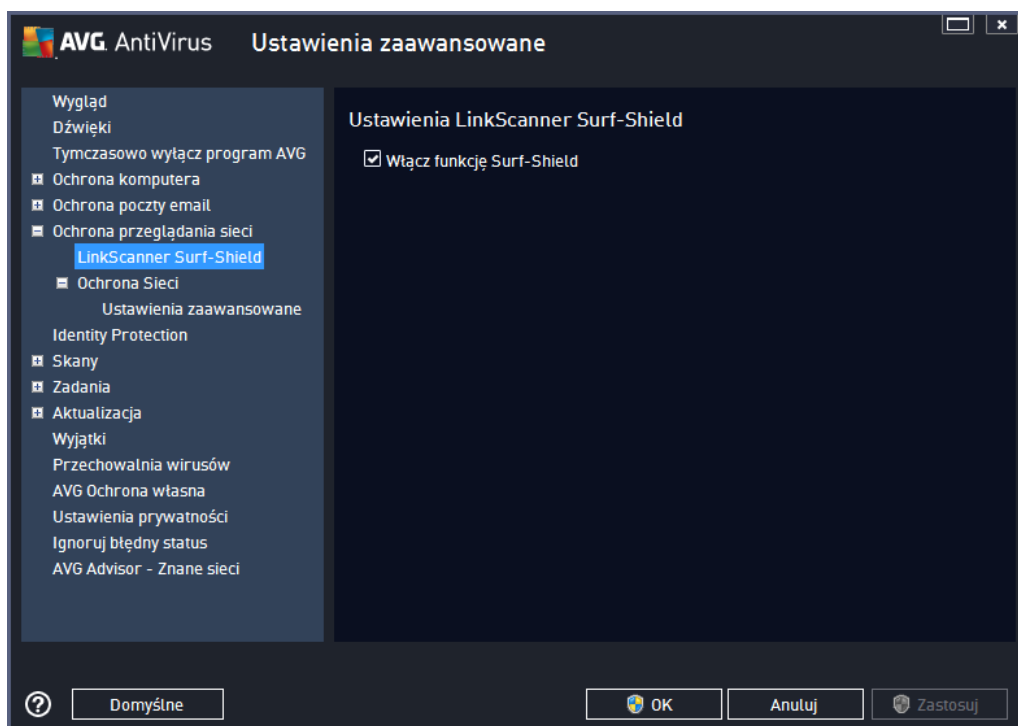 AVG. AntiVirus Ustawienia zaawansowane
Wygląd
Dźwięki
Tymczasowo wyłącz program AVG
Ochrona komputera
Ochrona poczty email
Ochrona przeglądania sieci
LinkScanner Surf-Shield
Ochrona Sieci
Ustawienia zaawansowane
Identity Protection
Skany
Zadania
Aktualizacja
Wyjątki
Przechowalnia wirusów
AVG Ochrona własna
Ustawienia prywatności
Ignoruj błędny status
AVG Advisor - Znane sieci
Ustawienia LinkScanner Surf-Shield
Włącz funkcję Surf-Shield
? Domyślne OK Anuluj Zastosuj